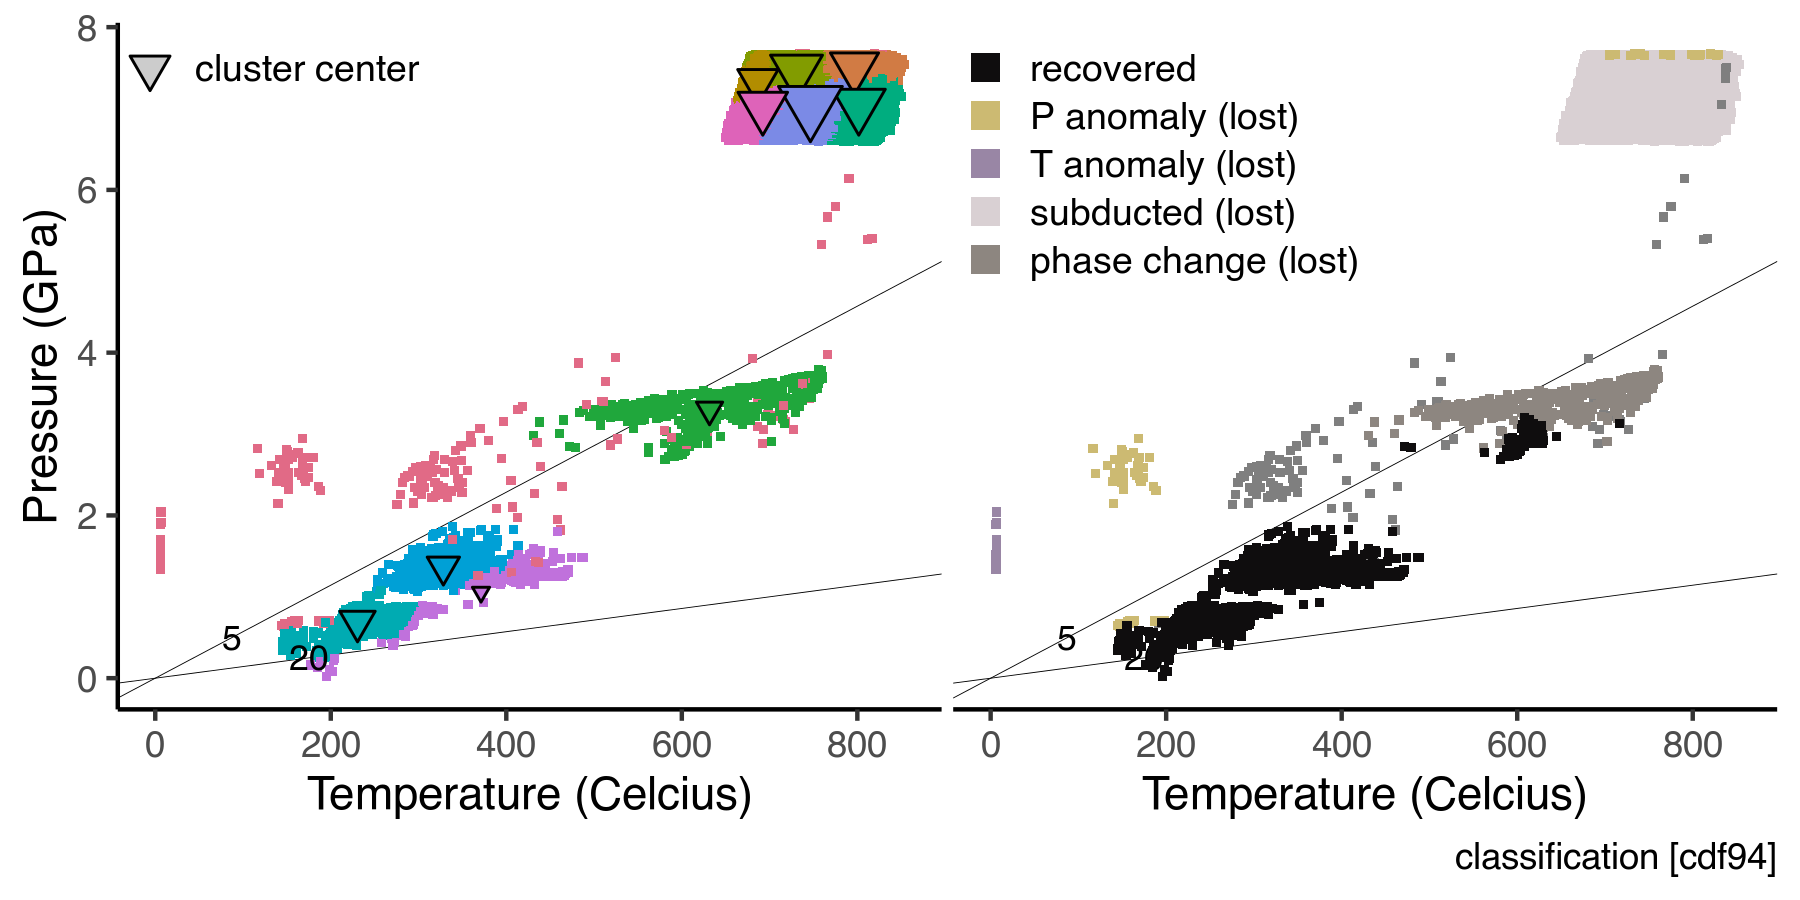 8
6
4
2
0
Pressure (GPa)
cluster center
5
20
0 200 400 600 800
Temperature (Celcius)
recovered
P anomaly (lost)
T anomaly (lost)
subducted (lost)
phase change (lost)
5
0 200 400 600 800
Temperature (Celcius)
classification [cdf94]